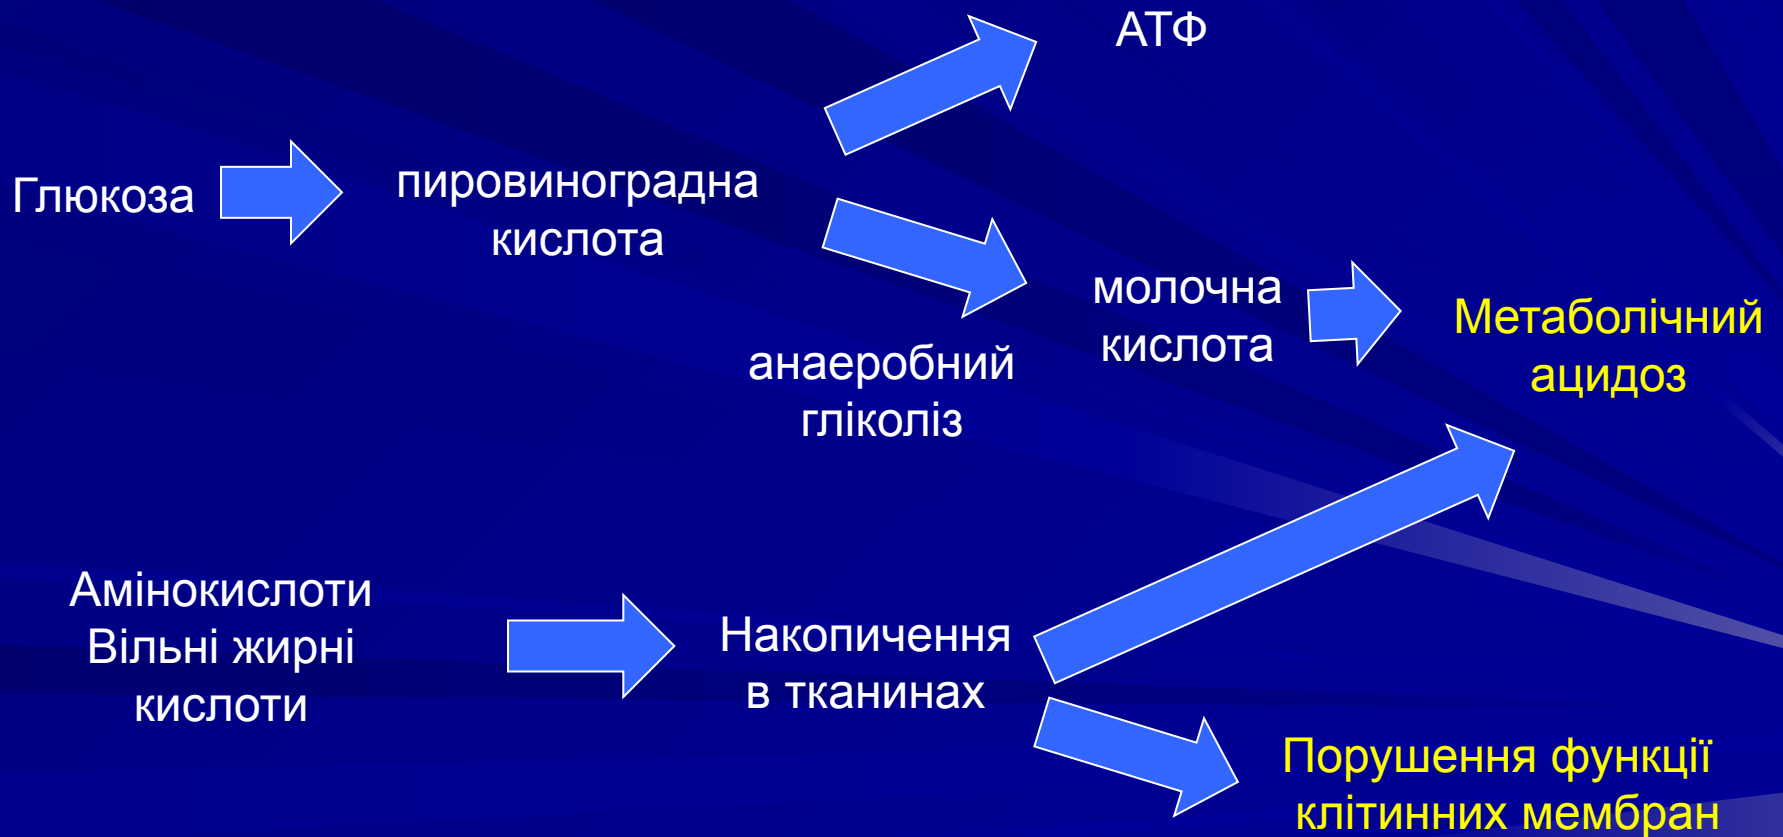 АТФ
Глюкоза
пировиноградна
кислота
молочна
кислота
Метаболічний
ацидоз
анаеробний
гліколіз
Амінокислоти
Вільні жирні
кислоти
Накопичення
в тканинах
Порушення функції
клітинних мембран